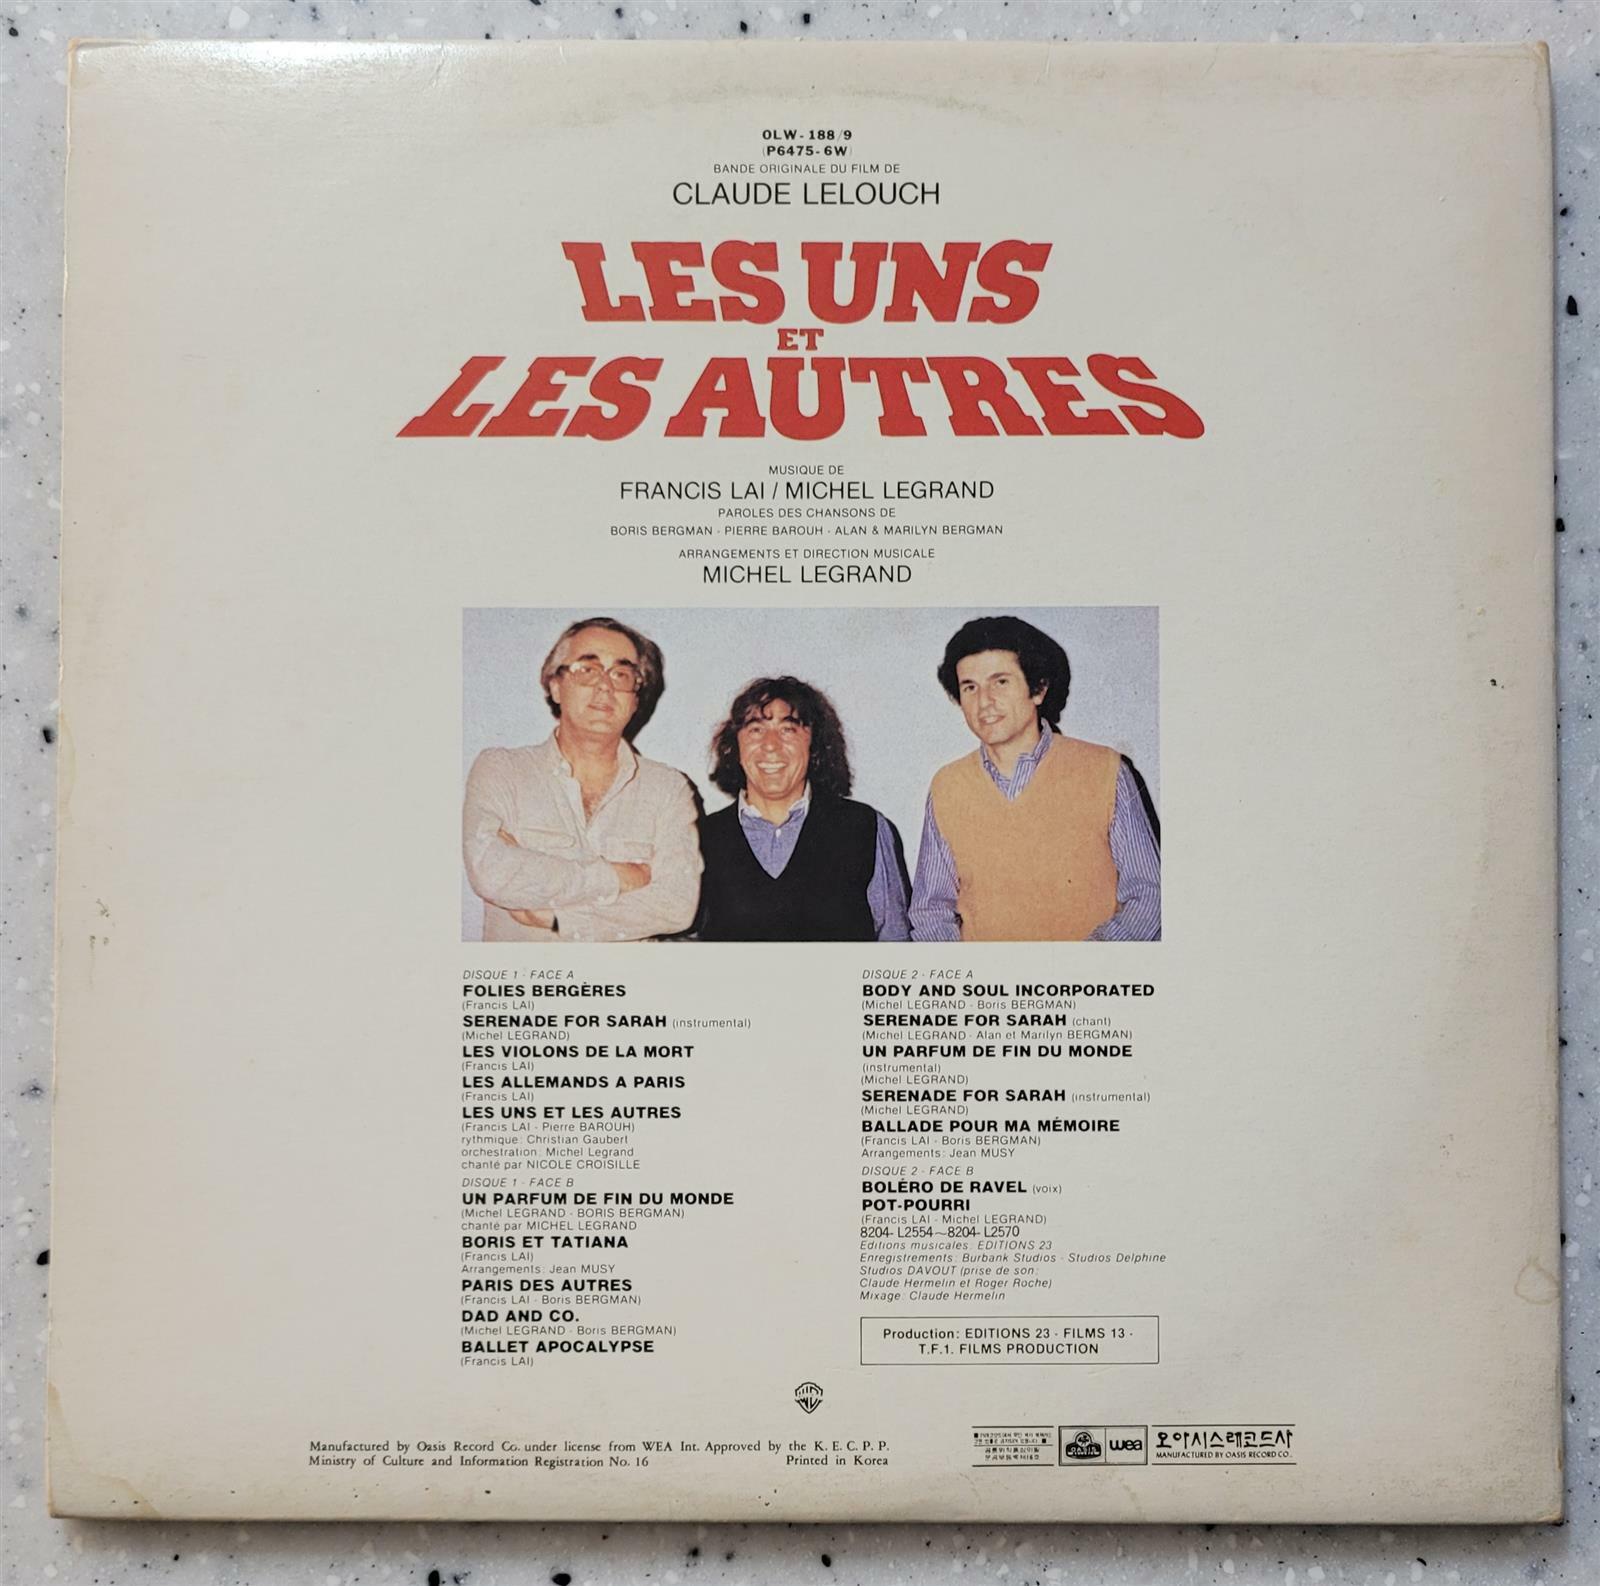 OLW-188/9
(P6475-6W)
BANDE ORIGINALE DU FILM DE
CLAUDE LELOUCH
LES UNS
ET
LES AUTRES
MUSIQUE DE
FRANCIS LAI / MICHEL LEGRAND
PAROLES DES CHANSONS DE
BORIS BERGMAN - PIERRE BAROUH - ALAN & MARILYN BERGMAN
ARRANGEMENTS ET DIRECTION MUSICALE
MICHEL LEGRAND
DISQUE 1 - FACE A
FOLIES BERGÈRES
(Francis LAI)
SERENADE FOR SARAH (instrumental)
(Michel LEGRAND)
LES VIOLONS DE LA MORT
(Francis LAI)
LES ALLEMANDS A PARIS
(Francis LAI)
LES UNS ET LES AUTRES
(Francis LAI - Pierre BAROUH)
rythmique: Christian Gaubert
orchestration: Michel Legrand
chanté par NICOLE CROISILLE
DISQUE 1 - FACE B
UN PARFUM DE FIN DU MONDE
(Michel LEGRAND - BORIS BERGMAN)
chanté par MICHEL LEGRAND
BORIS ET TATIANA
(Francis LAI)
Arrangements: Jean MUSY
PARIS DES AUTRES
(Francis LAI - Boris BERGMAN)
DAD AND CO.
(Michel LEGRAND - Boris BERGMAN)
BALLET APOCALYPSE
(Francis LAI)
DISQUE 2 - FACE A
BODY AND SOUL INCORPORATED
(Michel LEGRAND - Boris BERGMAN)
SERENADE FOR SARAH (chant)
(Michel LEGRAND - Alan et Marilyn BERGMAN)
UN PARFUM DE FIN DU MONDE
(instrumental)
(Michel LEGRAND)
SERENADE FOR SARAH (instrumental)
(Michel LEGRAND)
BALLADE POUR MA MÉMOIRE
(Francis LAI - Boris BERGMAN)
Arrangements: Jean MUSY
DISQUE 2 - FACE B
BOLÉRO DE RAVEL (voix)
POT-POURRI
(Francis LAI - Michel LEGRAND)
8204-L2554~8204-L2570
Editions musicales: EDITIONS 23
Enregistrements: Burbank Studios - Studios Delphine
Studios DAVOUT (prise de son:
Claude Hermelin et Roger Roche)
Mixage: Claude Hermelin
Production: EDITIONS 23 - FILMS 13 -
T.F.1. FILMS PRODUCTION
Manufactured by Oasis Record Co. under license from WEA Int. Approved by the K. E. C. P. P.
Ministry of Culture and Information Registration No. 16 Printed in Korea
OASIS
wea
오아시스레코드사
MANUFACTURED BY OASIS RECORD CO.